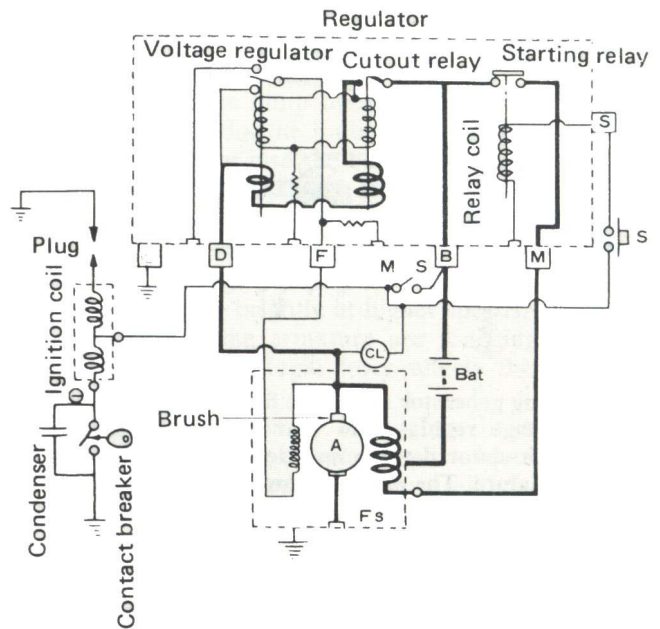 Regulator
Voltage regulator
Cutout relay
Starting relay
Relay coil
S
S
D
F
M S
B
M
Plug
Ignition coil
CL
Bat
Brush
A
Fs
Condenser
Contact breaker